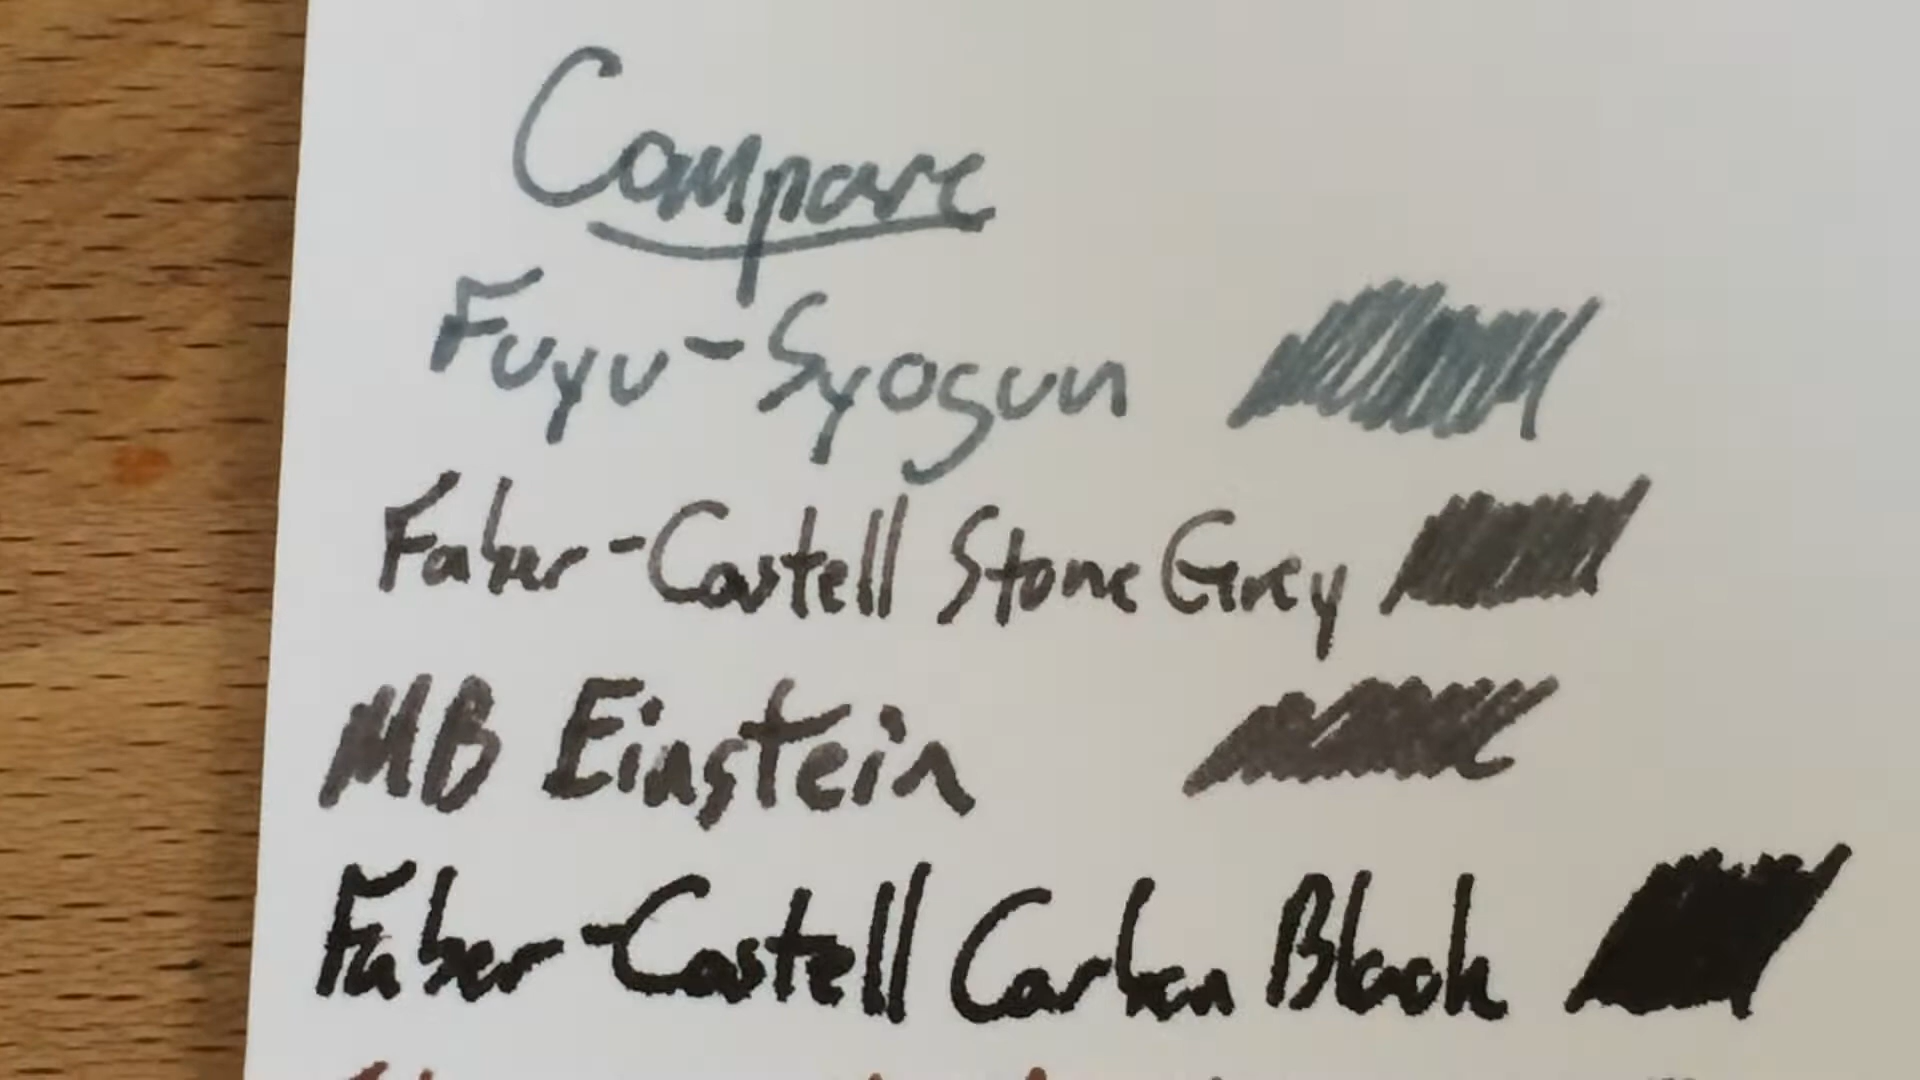 Compare
Fuyu-Syogun
Faber-Castell Stone Grey
MB Einstein
Faber-Castell Carbon Black